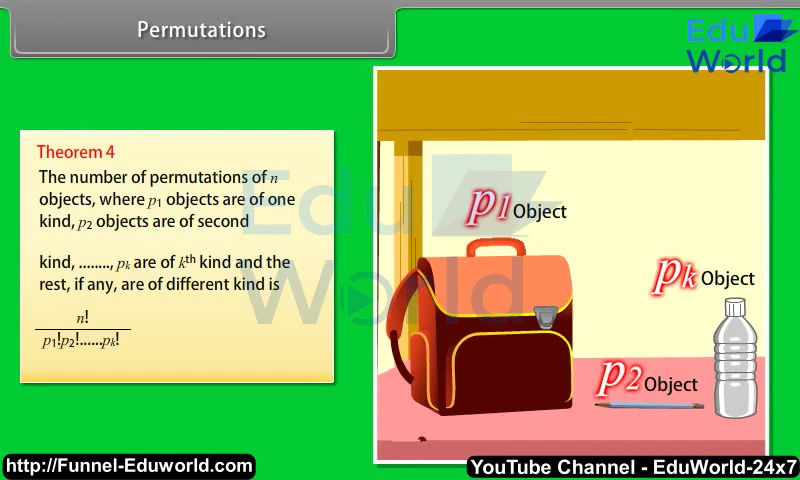 Permutations
Edu
World
Theorem 4
The number of permutations of n
objects, where p₁ objects are of one
kind, p₂ objects are of second
kind, ........, pₖ are of kᵗʰ kind and the
rest, if any, are of different kind is
n!
p₁!p₂!......pₖ!
p1 Object
pk Object
p2 Object
Edu
World
http://Funnel-Eduworld.com
YouTube Channel - EduWorld-24x7